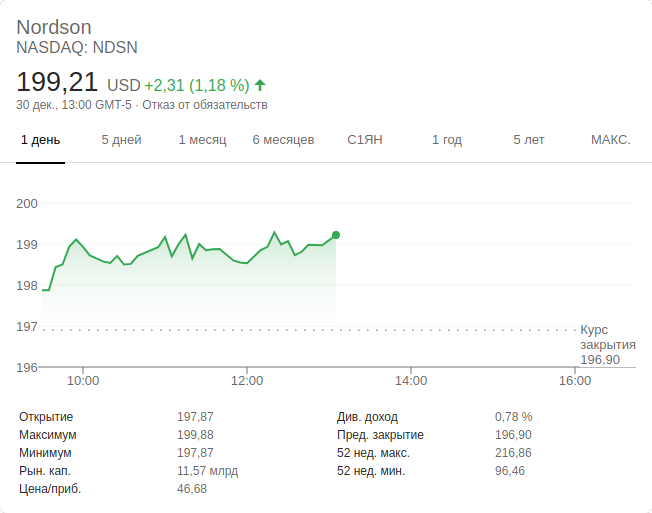 Nordson
NASDAQ: NDSN
199,21 USD +2,31 (1,18 %)
30 дек., 13:00 GMT-5 · Отказ от обязательств
1 день 5 дней 1 месяц 6 месяцев С1ЯН 1 год 5 лет МАКС.
200
199
198
197
Курс
закрытия
196,90
196
10:00 12:00 14:00 16:00
Открытие 197,87 Див. доход 0,78 %
Максимум 199,88 Пред. закрытие 196,90
Минимум 197,87 52 нед. макс. 216,86
Рын. кап. 11,57 млрд 52 нед. мин. 96,46
Цена/приб. 46,68